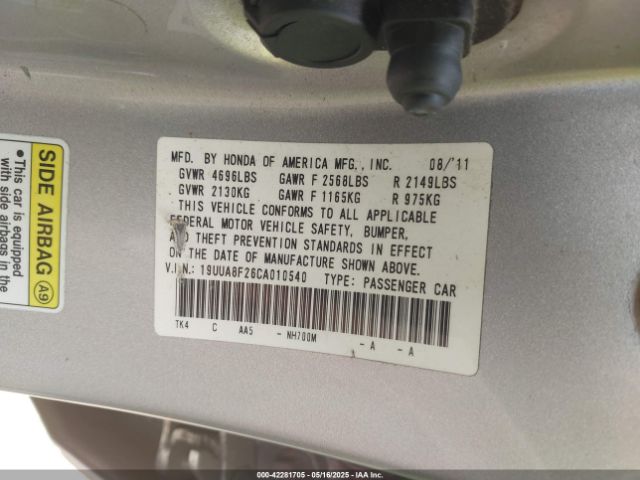 MFD. BY HONDA OF AMERICA MFG., INC. 08/'11
GVWR 4696LBS GAWR F 2568LBS R 2149LBS
GVWR 2130KG GAWR F 1165KG R 975KG
THIS VEHICLE CONFORMS TO ALL APPLICABLE
FEDERAL MOTOR VEHICLE SAFETY, BUMPER,
AND THEFT PREVENTION STANDARDS IN EFFECT
ON THE DATE OF MANUFACTURE SHOWN ABOVE.
V.I.N.: 19UUA8F26CA010540 TYPE: PASSENGER CAR
TK4 C AA5 - NH700M - A - A
SIDE AIRBAG A9
• This car is equipped
with side airbags in the
000-42281705 - 05/16/2025 - COPART IAA